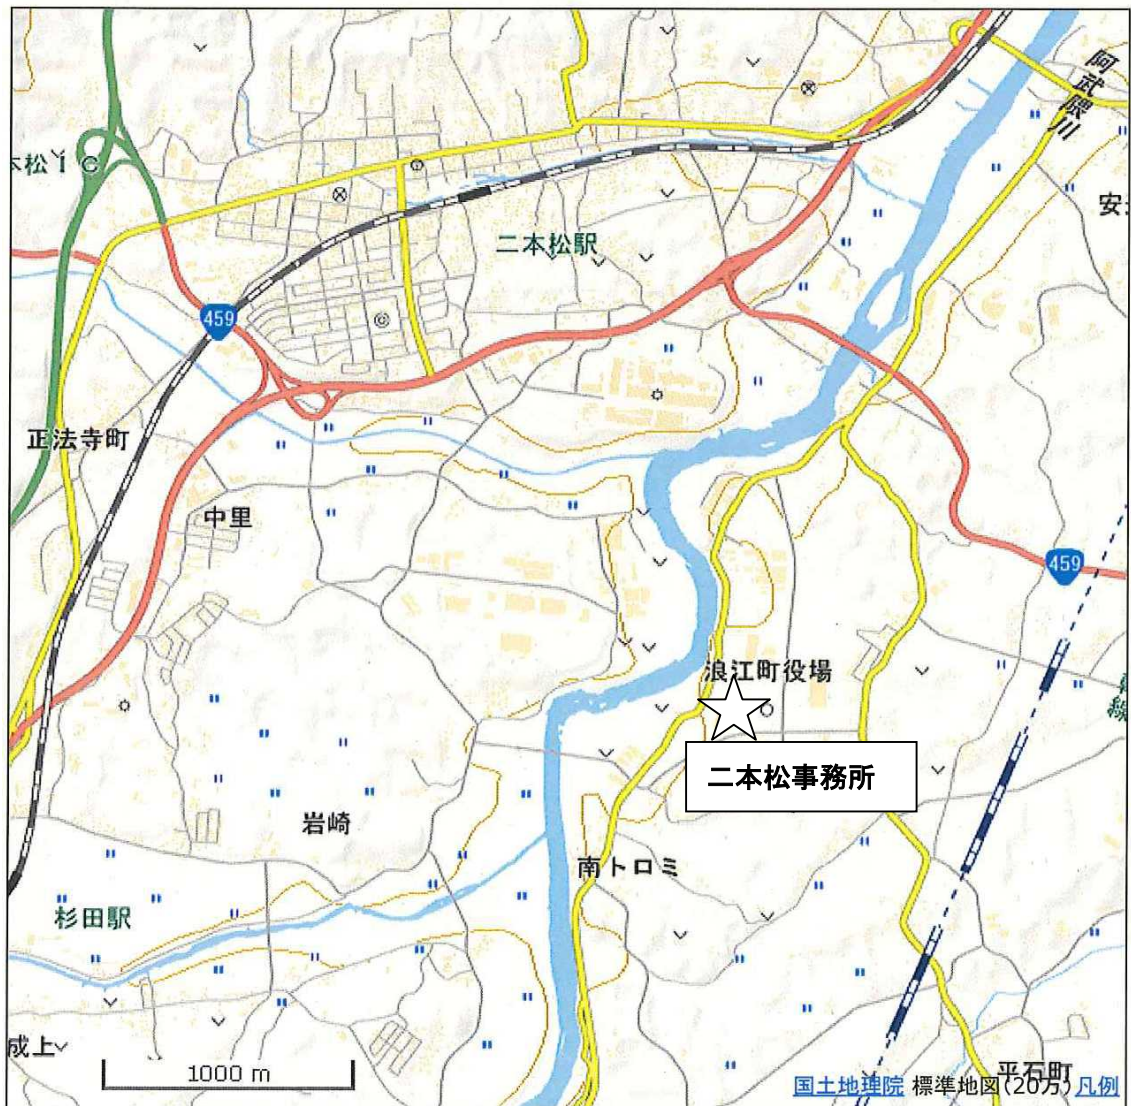 阿武隈川
本松ＩＣ
安
二本松駅
459
正法寺町
中里
459
浪江町役場
二本松事務所
岩崎
南トロミ
杉田駅
線
成上
平石町
1000 m
国土地理院 標準地図(20万) 凡例